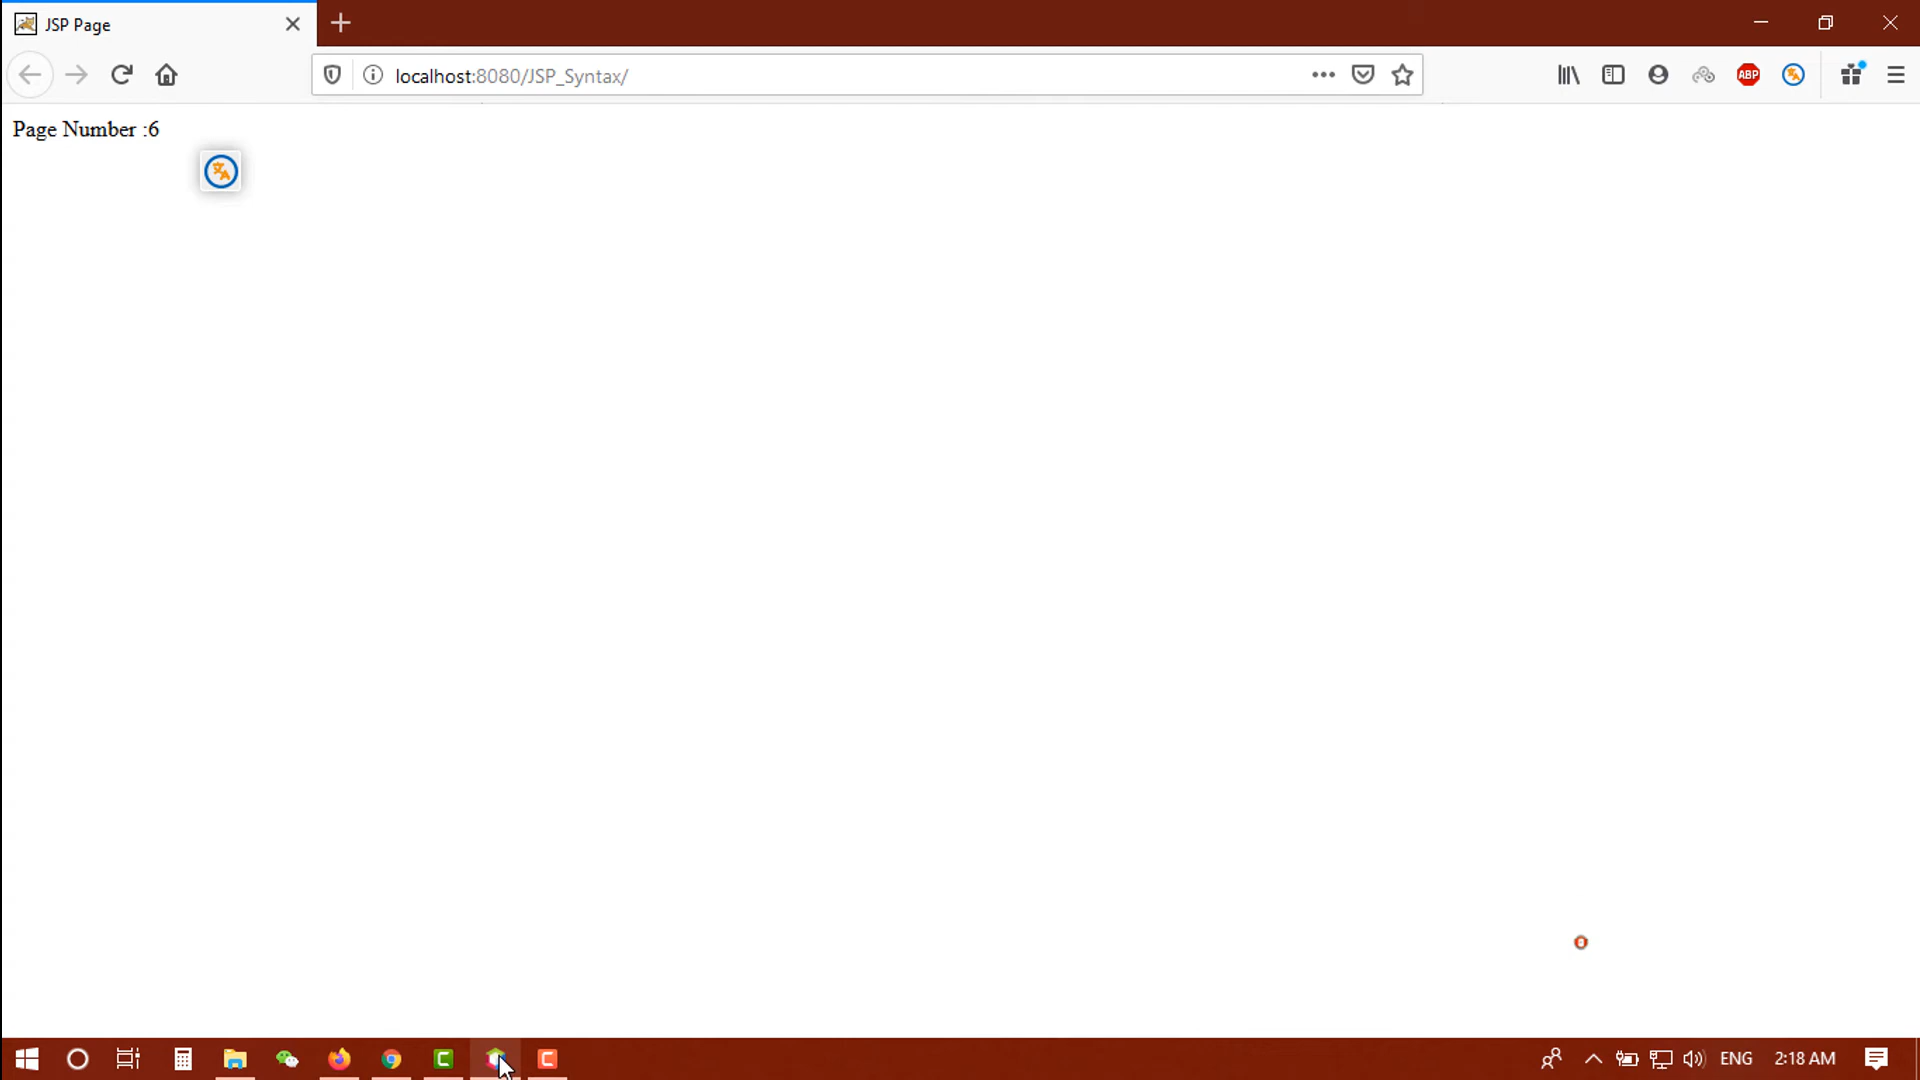 JSP Page
localhost:8080/JSP_Syntax/
ABP
Page Number :6
ENG
2:18 AM